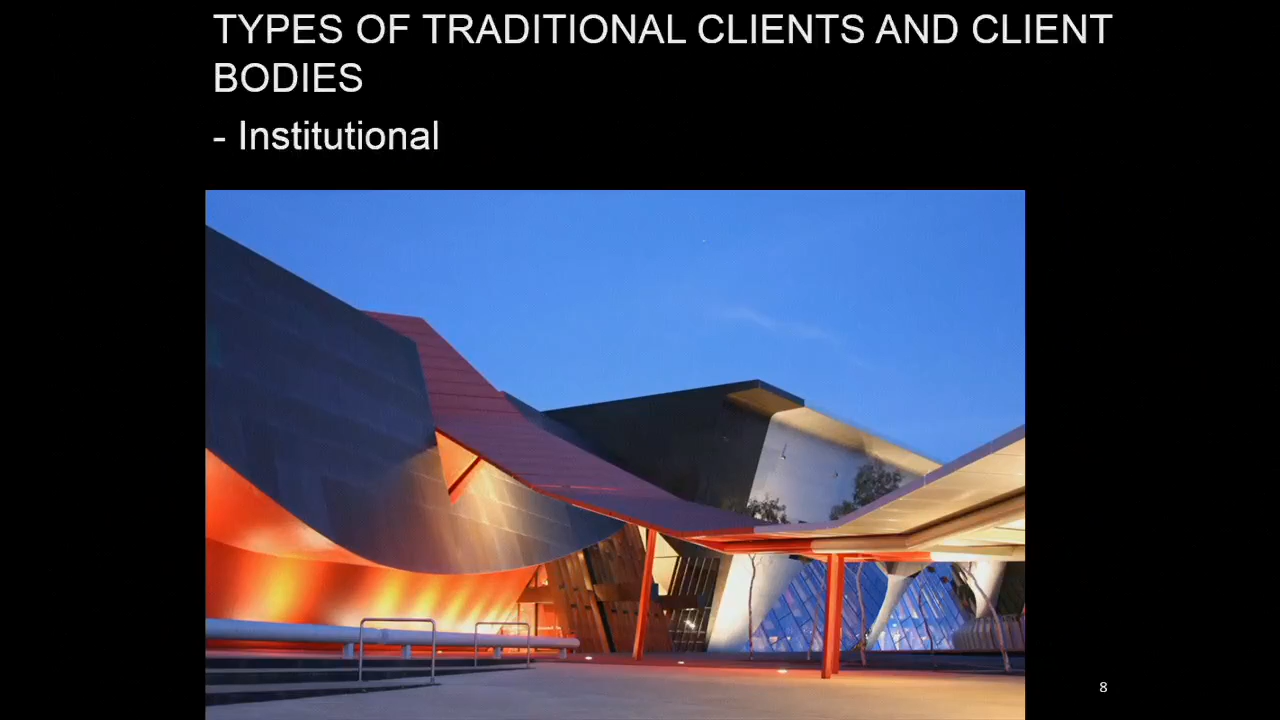 TYPES OF TRADITIONAL CLIENTS AND CLIENT
BODIES
- Institutional
8